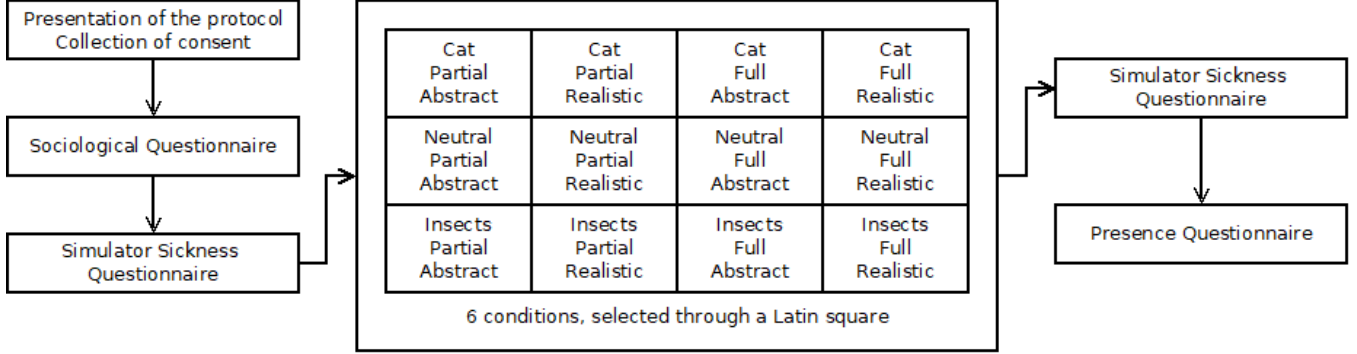 Presentation of the protocol
Collection of consent
Sociological Questionnaire
Simulator Sickness
Questionnaire
Cat
Partial
Abstract
Cat
Partial
Realistic
Cat
Full
Abstract
Cat
Full
Realistic
Neutral
Partial
Abstract
Neutral
Partial
Realistic
Neutral
Full
Abstract
Neutral
Full
Realistic
Insects
Partial
Abstract
Insects
Partial
Realistic
Insects
Full
Abstract
Insects
Full
Realistic
6 conditions, selected through a Latin square
Simulator Sickness
Questionnaire
Presence Questionnaire